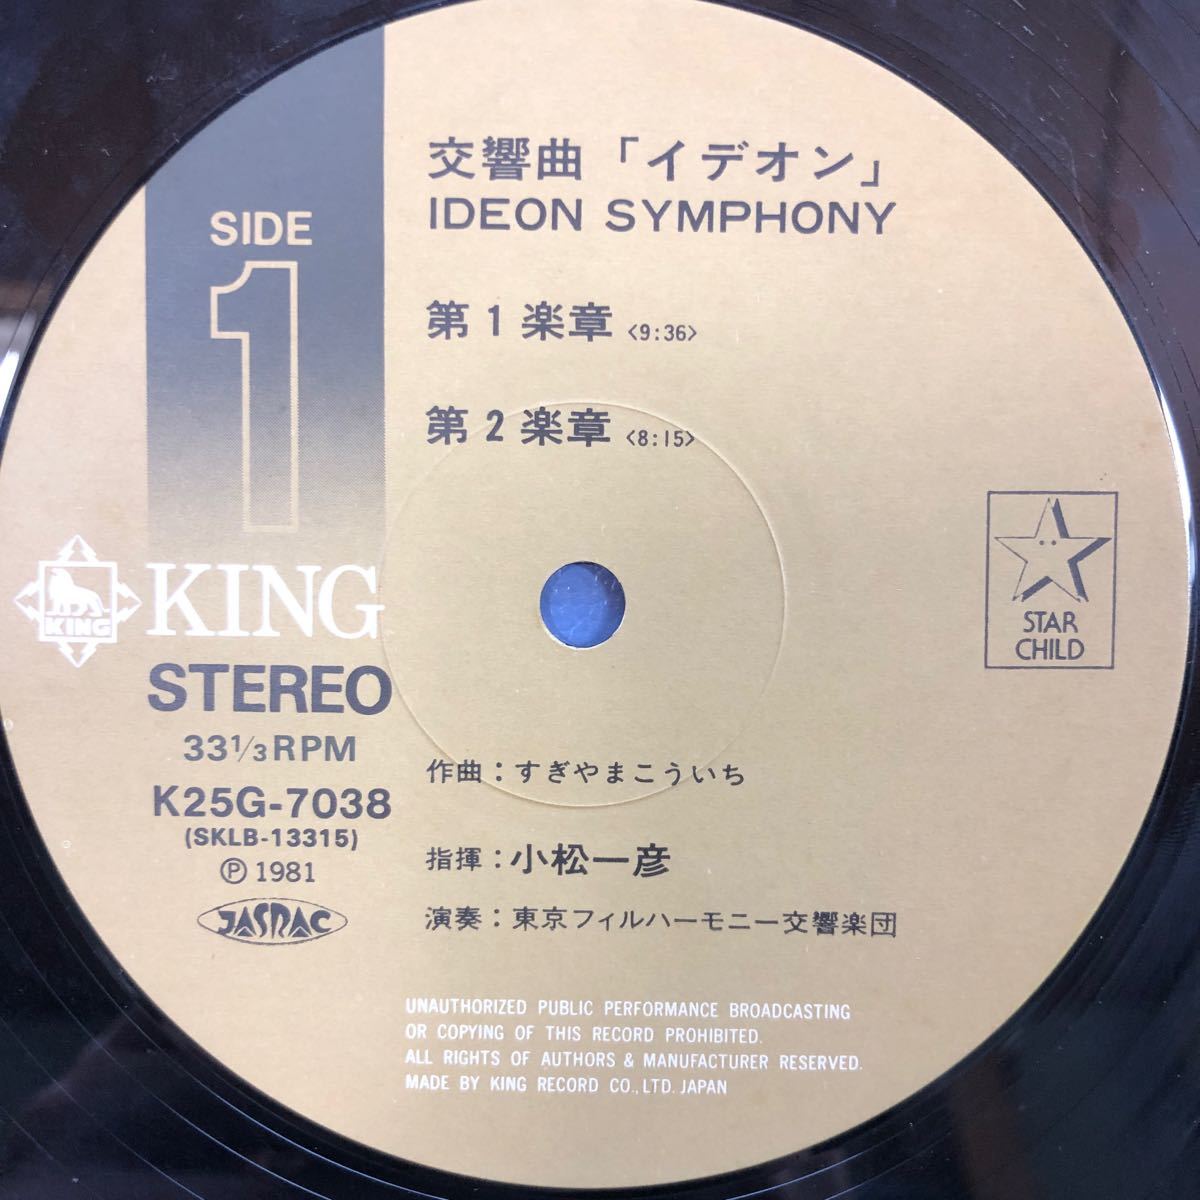 SIDE
1
交響曲「イデオン」
IDEON SYMPHONY
第1楽章 <9:36>
第2楽章 <8:15>
KING
KING
STEREO
33 1/3 RPM
K25G-7038
(SKLB-13315)
Ⓟ 1981
JASRAC
STAR
CHILD
作曲：すぎやまこういち
指揮：小松一彦
演奏：東京フィルハーモニー交響楽団
UNAUTHORIZED PUBLIC PERFORMANCE BROADCASTING
OR COPYING OF THIS RECORD PROHIBITED.
ALL RIGHTS OF AUTHORS & MANUFACTURER RESERVED.
MADE BY KING RECORD CO., LTD. JAPAN